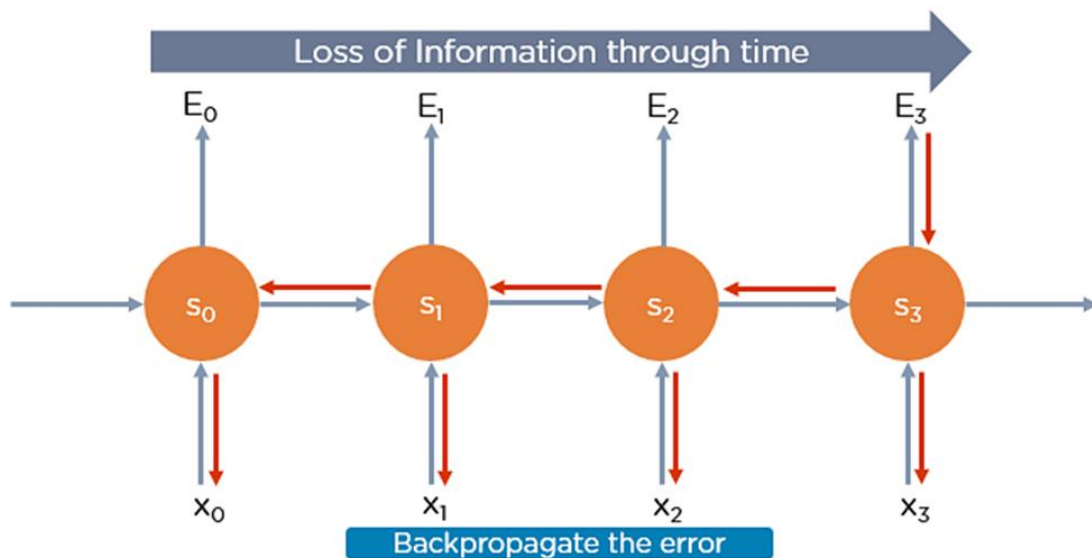 Loss of Information through time
E₀ E₁ E₂ E₃
s₀ s₁ s₂ s₃
x₀ x₁ x₂ x₃
Backpropagate the error